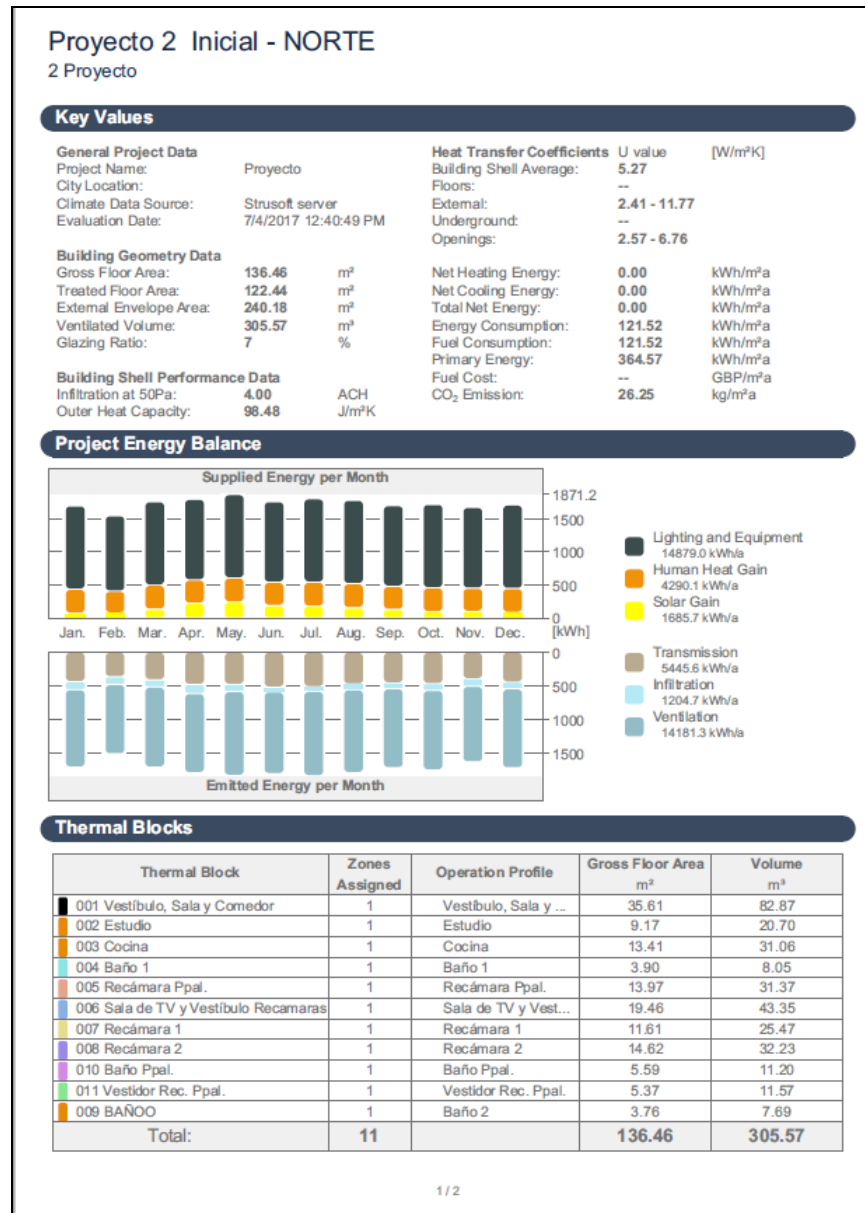 Proyecto 2 Inicial - NORTE
2 Proyecto
Key Values
General Project Data
Project Name: Proyecto
City Location:
Climate Data Source: Strusoft server
Evaluation Date: 7/4/2017 12:40:49 PM
Building Geometry Data
Gross Floor Area: 136.46 m²
Treated Floor Area: 122.44 m²
External Envelope Area: 240.18 m²
Ventilated Volume: 305.57 m³
Glazing Ratio: 7 %
Building Shell Performance Data
Infiltration at 50Pa: 4.00 ACH
Outer Heat Capacity: 98.48 J/m²K
Heat Transfer Coefficients U value [W/m²K]
Building Shell Average: 5.27
Floors: --
External: 2.41 - 11.77
Underground: --
Openings: 2.57 - 6.76
Net Heating Energy: 0.00 kWh/m²a
Net Cooling Energy: 0.00 kWh/m²a
Total Net Energy: 0.00 kWh/m²a
Energy Consumption: 121.52 kWh/m²a
Fuel Consumption: 121.52 kWh/m²a
Primary Energy: 364.57 kWh/m²a
Fuel Cost: -- GBP/m²a
CO₂ Emission: 26.25 kg/m²a
Project Energy Balance
Supplied Energy per Month
1871.2
1500
1000
500
0
Jan. Feb. Mar. Apr. May. Jun. Jul. Aug. Sep. Oct. Nov. Dec. [kWh]
0
500
1000
1500
Emitted Energy per Month
Lighting and Equipment
14879.0 kWh/a
Human Heat Gain
4290.1 kWh/a
Solar Gain
1685.7 kWh/a
Transmission
5445.6 kWh/a
Infiltration
1204.7 kWh/a
Ventilation
14181.3 kWh/a
Thermal Blocks
Thermal Block Zones Assigned Operation Profile Gross Floor Area m² Volume m³
001 Vestíbulo, Sala y Comedor 1 Vestíbulo, Sala y ... 35.61 82.87
002 Estudio 1 Estudio 9.17 20.70
003 Cocina 1 Cocina 13.41 31.06
004 Baño 1 1 Baño 1 3.90 8.05
005 Recámara Ppal. 1 Recámara Ppal. 13.97 31.37
006 Sala de TV y Vestíbulo Recamaras 1 Sala de TV y Vest... 19.46 43.35
007 Recámara 1 1 Recámara 1 11.61 25.47
008 Recámara 2 1 Recámara 2 14.62 32.23
010 Baño Ppal. 1 Baño Ppal. 5.59 11.20
011 Vestidor Rec. Ppal. 1 Vestidor Rec. Ppal. 5.37 11.57
009 BAÑOO 1 Baño 2 3.76 7.69
Total: 11 136.46 305.57
1 / 2